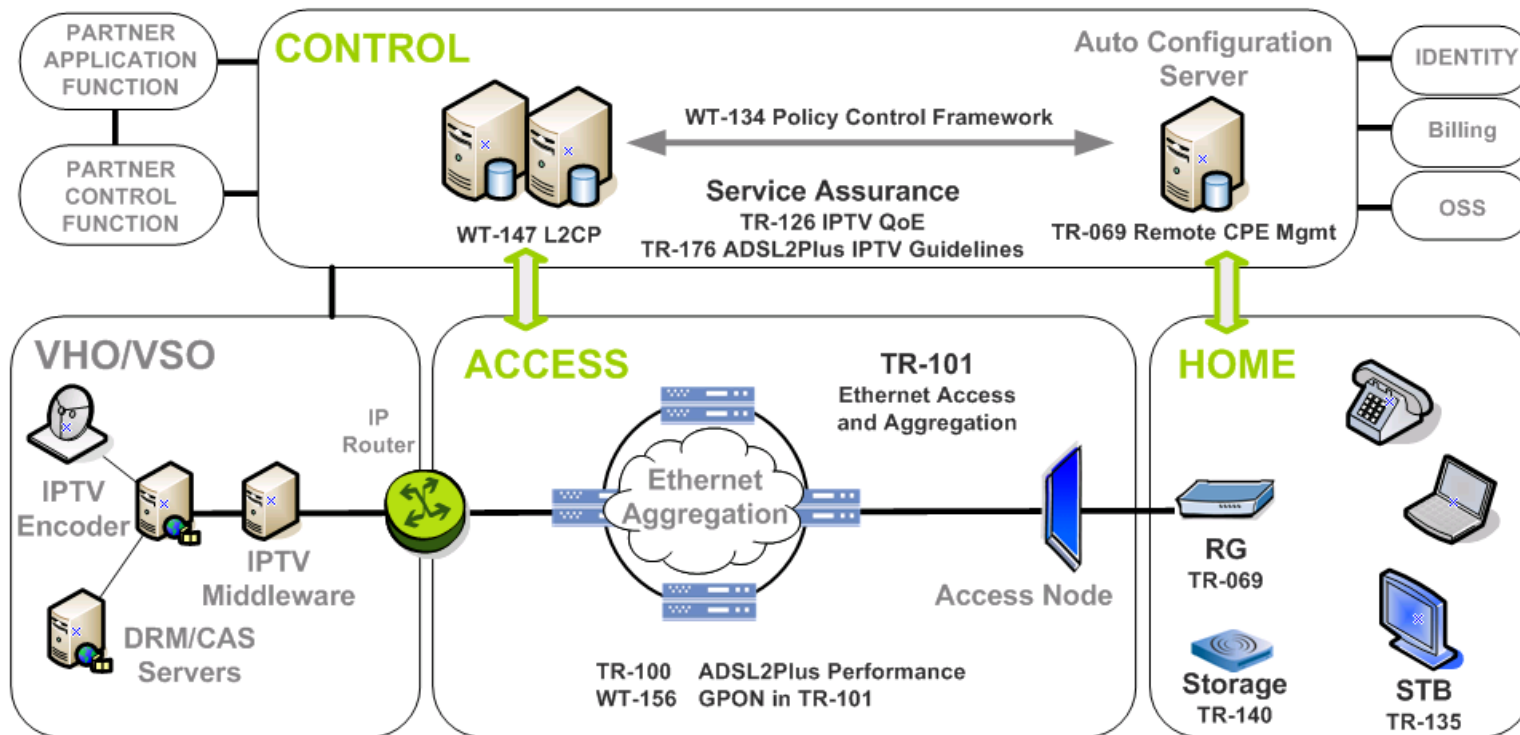 PARTNER
APPLICATION
FUNCTION
PARTNER
CONTROL
FUNCTION
CONTROL
Auto Configuration
Server
WT-134 Policy Control Framework
Service Assurance
TR-126 IPTV QoE
TR-176 ADSL2Plus IPTV Guidelines
WT-147 L2CP
TR-069 Remote CPE Mgmt
IDENTITY
Billing
OSS
VHO/VSO
IPTV
Encoder
IPTV
Middleware
DRM/CAS
Servers
IP
Router
ACCESS
TR-101
Ethernet Access
and Aggregation
Ethernet
Aggregation
Access Node
TR-100 ADSL2Plus Performance
WT-156 GPON in TR-101
HOME
RG
TR-069
Storage
TR-140
STB
TR-135